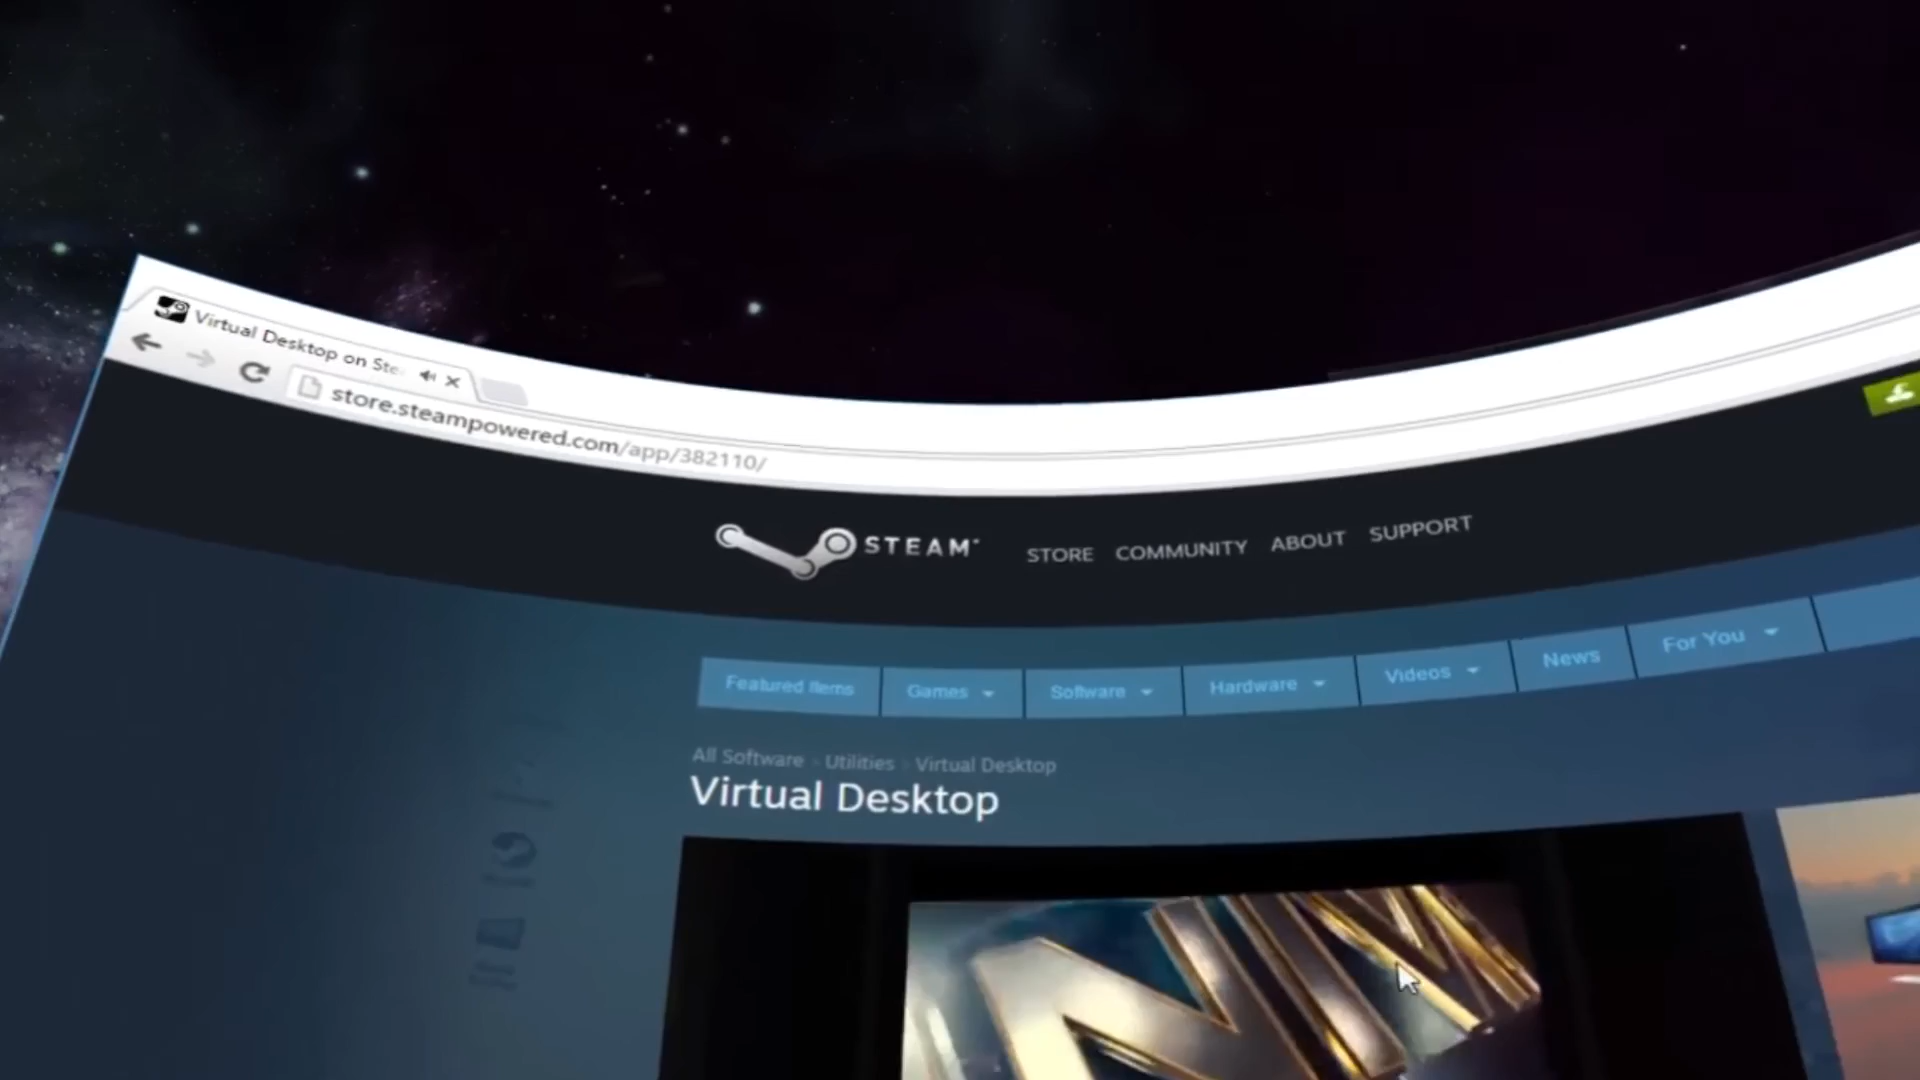 Virtual Desktop on Ste
store.steampowered.com/app/382110/
STEAM
STORE COMMUNITY ABOUT SUPPORT
Featured Items Games Software Hardware Videos News For You
All Software Utilities Virtual Desktop
Virtual Desktop